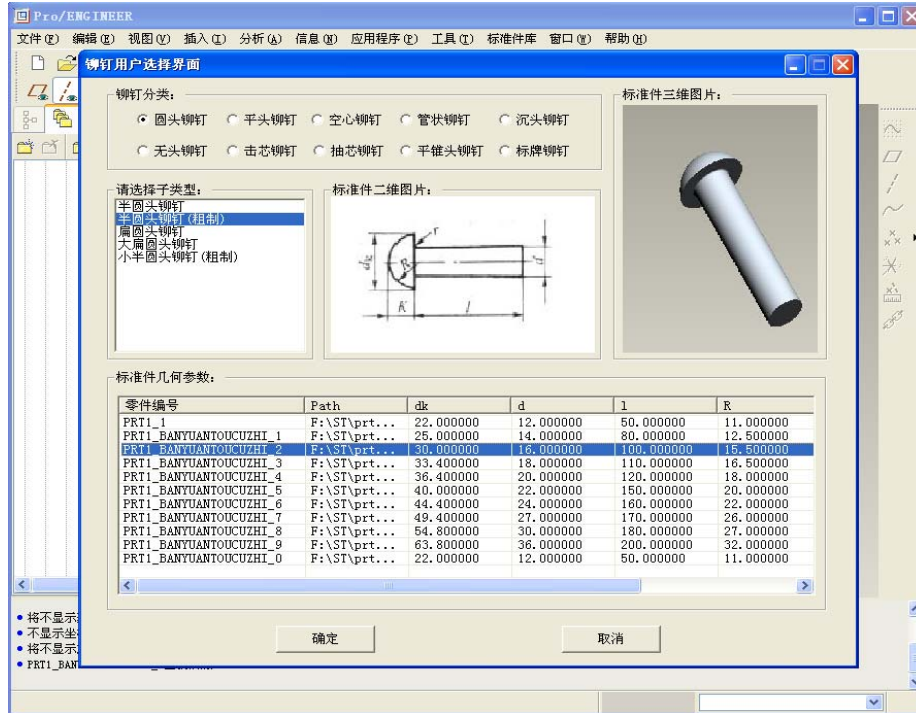 Pro/ENGINEER
文件(F) 编辑(E) 视图(V) 插入(I) 分析(A) 信息(N) 应用程序(P) 工具(T) 标准件库 窗口(W) 帮助(H)
铆钉用户选择界面
铆钉分类:
圆头铆钉 平头铆钉 空心铆钉 管状铆钉 沉头铆钉
无头铆钉 击芯铆钉 抽芯铆钉 平锥头铆钉 标牌铆钉
请选择子类型:
半圆头铆钉
半圆头铆钉(粗制)
扁圆头铆钉
大扁圆头铆钉
小半圆头铆钉(粗制)
标准件二维图片:
r
dk
R
d
K
l
标准件三维图片:
标准件几何参数:
零件编号 Path dk d l R
PRT1_1 F:\ST\prt... 22.000000 12.000000 50.000000 11.000000
PRT1_BANYUANTOUCUZHI_1 F:\ST\prt... 25.000000 14.000000 80.000000 12.500000
PRT1_BANYUANTOUCUZHI_2 F:\ST\prt... 30.000000 16.000000 100.000000 15.500000
PRT1_BANYUANTOUCUZHI_3 F:\ST\prt... 33.400000 18.000000 110.000000 16.500000
PRT1_BANYUANTOUCUZHI_4 F:\ST\prt... 36.400000 20.000000 120.000000 18.000000
PRT1_BANYUANTOUCUZHI_5 F:\ST\prt... 40.000000 22.000000 150.000000 20.000000
PRT1_BANYUANTOUCUZHI_6 F:\ST\prt... 44.400000 24.000000 160.000000 22.000000
PRT1_BANYUANTOUCUZHI_7 F:\ST\prt... 49.400000 27.000000 170.000000 26.000000
PRT1_BANYUANTOUCUZHI_8 F:\ST\prt... 54.800000 30.000000 180.000000 27.000000
PRT1_BANYUANTOUCUZHI_9 F:\ST\prt... 63.800000 36.000000 200.000000 32.000000
PRT1_BANYUANTOUCUZHI_0 F:\ST\prt... 22.000000 12.000000 50.000000 11.000000
确定 取消
将不显示
不显示坐
将不显示
PRT1_BAN